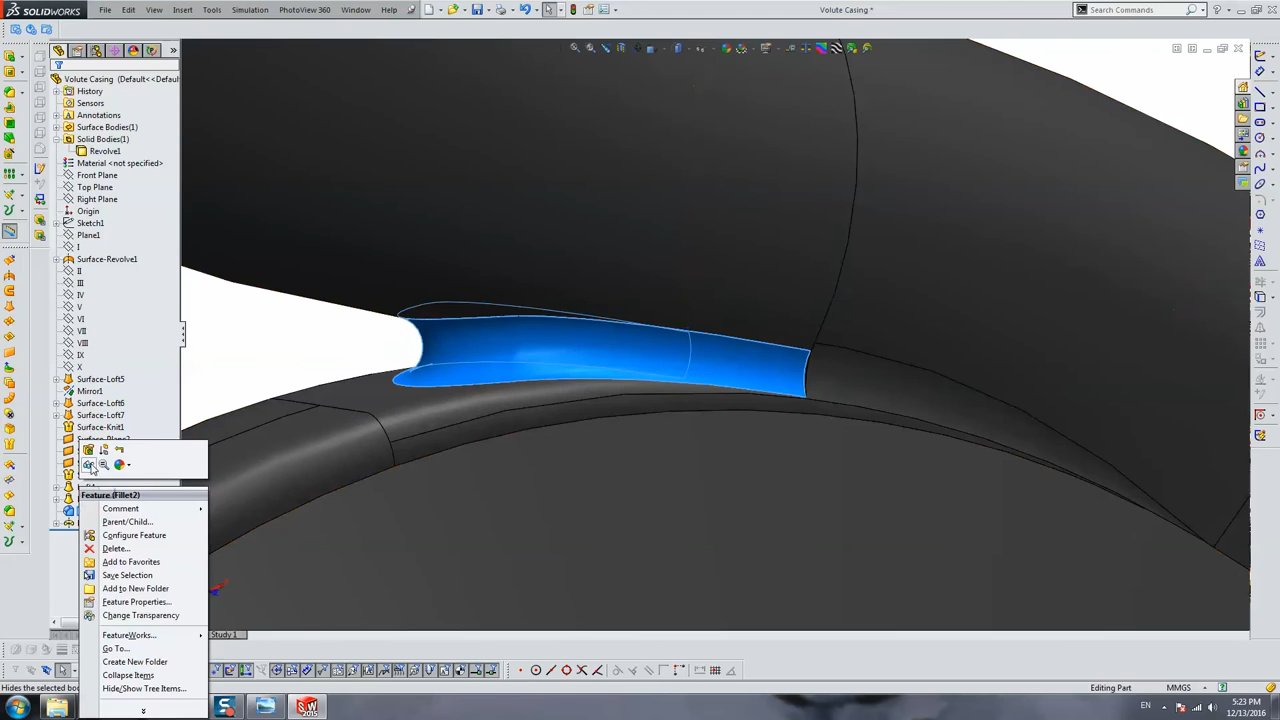 SOLIDWORKS
File Edit View Insert Tools Simulation PhotoView 360 Window Help
Volute Casing *
Search Commands
Volute Casing (Default<<Default
History
Sensors
Annotations
Surface Bodies(1)
Solid Bodies(1)
Revolve1
Material <not specified>
Front Plane
Top Plane
Right Plane
Origin
Sketch1
Plane1
I
Surface-Revolve1
II
III
IV
V
VI
VII
VIII
IX
X
Surface-Loft5
Mirror1
Surface-Loft6
Surface-Loft7
Surface-Knit1
Feature (Fillet2)
Comment
Parent/Child...
Configure Feature
Delete...
Add to Favorites
Save Selection
Add to New Folder
Feature Properties...
Change Transparency
FeatureWorks...
Go To...
Create New Folder
Collapse Items
Hide/Show Tree Items...
Study 1
Hides the selected bo
Editing Part
MMGS
EN
5:23 PM
12/13/2016